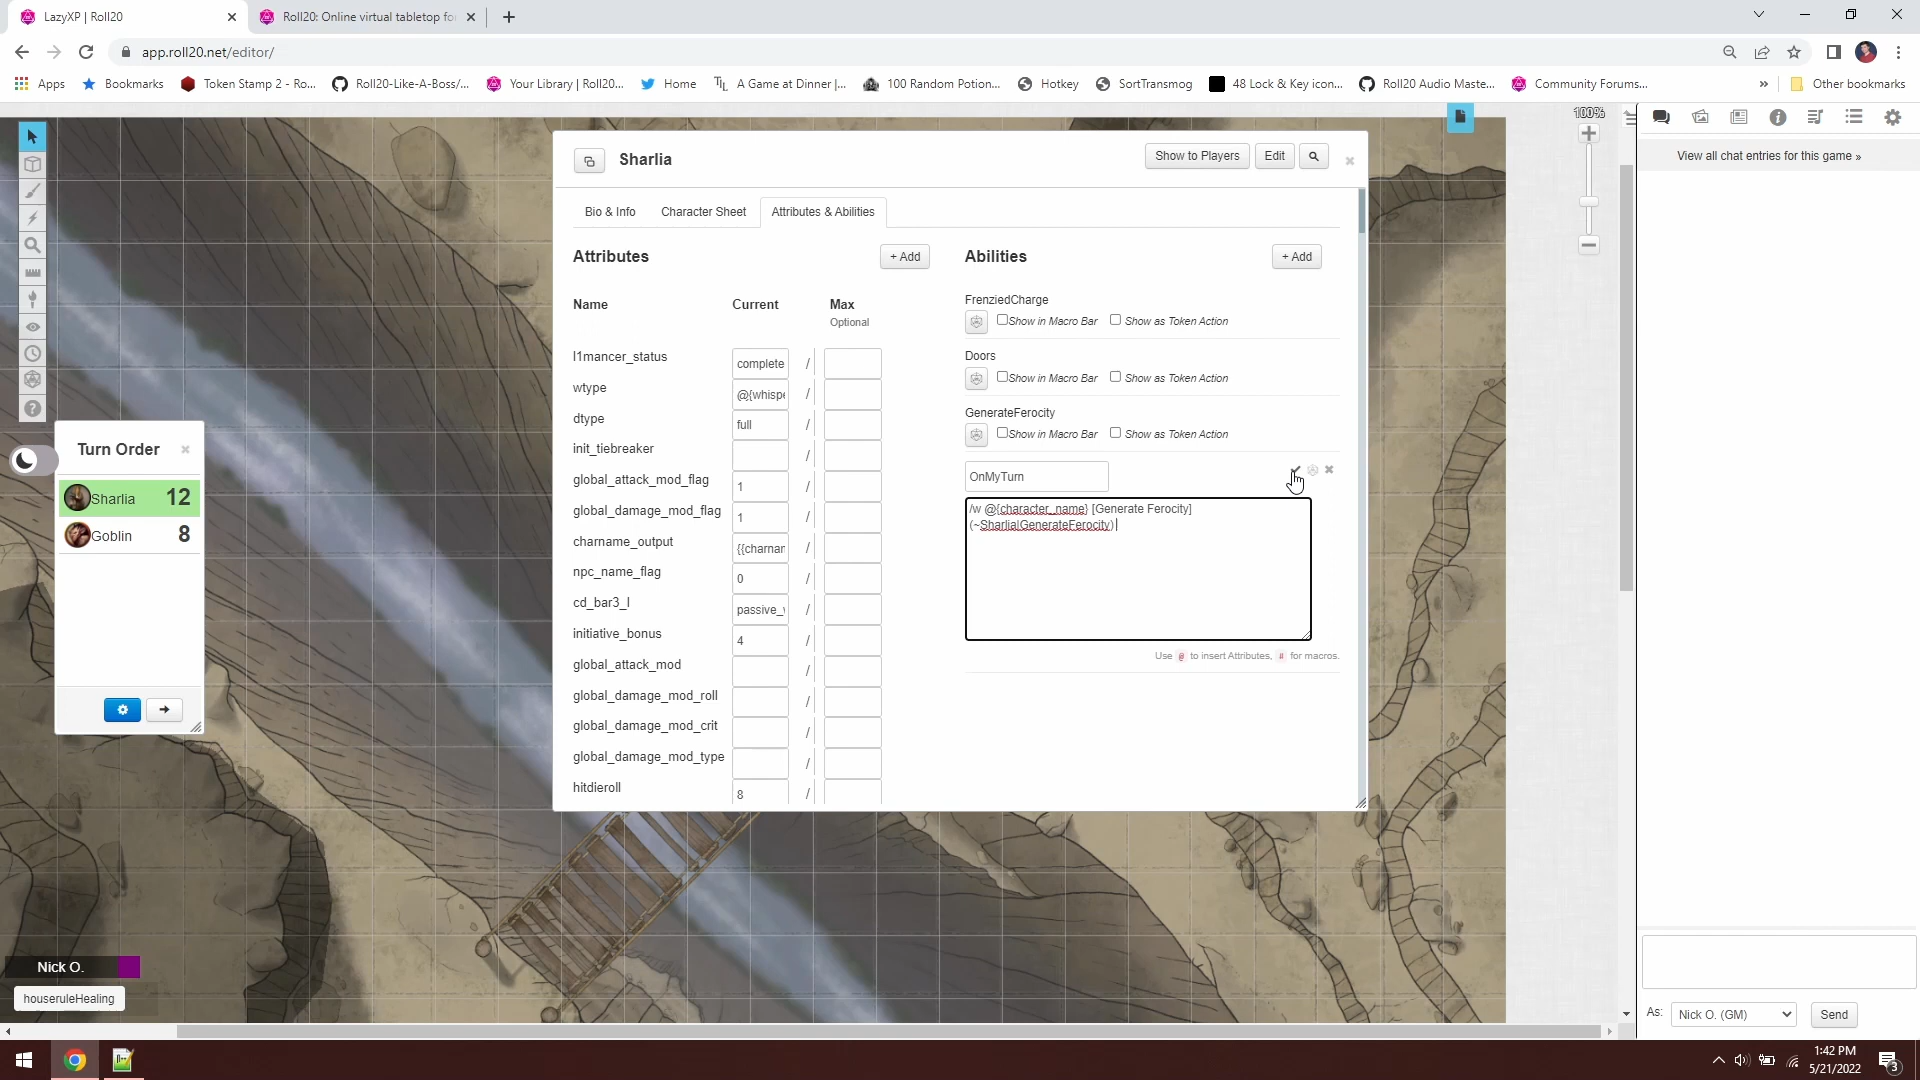 LazyXP | Roll20
Roll20: Online virtual tabletop fo
app.roll20.net/editor/
Apps
Bookmarks
Token Stamp 2 - Ro...
Roll20-Like-A-Boss/...
Your Library | Roll20...
Home
A Game at Dinner |...
100 Random Potion...
Hotkey
SortTransmog
48 Lock & Key icon...
Roll20 Audio Maste...
Community Forums...
»
Other bookmarks
100%
View all chat entries for this game »
Sharlia
Show to Players
Edit
Bio & Info
Character Sheet
Attributes & Abilities
Attributes
+ Add
Name
Current
Max
Optional
l1mancer_status
complete
/
wtype
@{whispe
/
dtype
full
/
init_tiebreaker
/
global_attack_mod_flag
1
/
global_damage_mod_flag
1
/
charname_output
{{charnam
/
npc_name_flag
0
/
cd_bar3_l
passive_w
/
initiative_bonus
4
/
global_attack_mod
/
global_damage_mod_roll
/
global_damage_mod_crit
/
global_damage_mod_type
/
hitdieroll
8
/
Abilities
+ Add
FrenziedCharge
Show in Macro Bar
Show as Token Action
Doors
Show in Macro Bar
Show as Token Action
GenerateFerocity
Show in Macro Bar
Show as Token Action
OnMyTurn
/w @{character_name} [Generate Ferocity]
(~Sharlia|GenerateFerocity)
Use @ to insert Attributes, # for macros.
Turn Order
Sharlia 12
Goblin 8
Nick O.
houseruleHealing
As:
Nick O. (GM)
Send
1:42 PM
5/21/2022
3